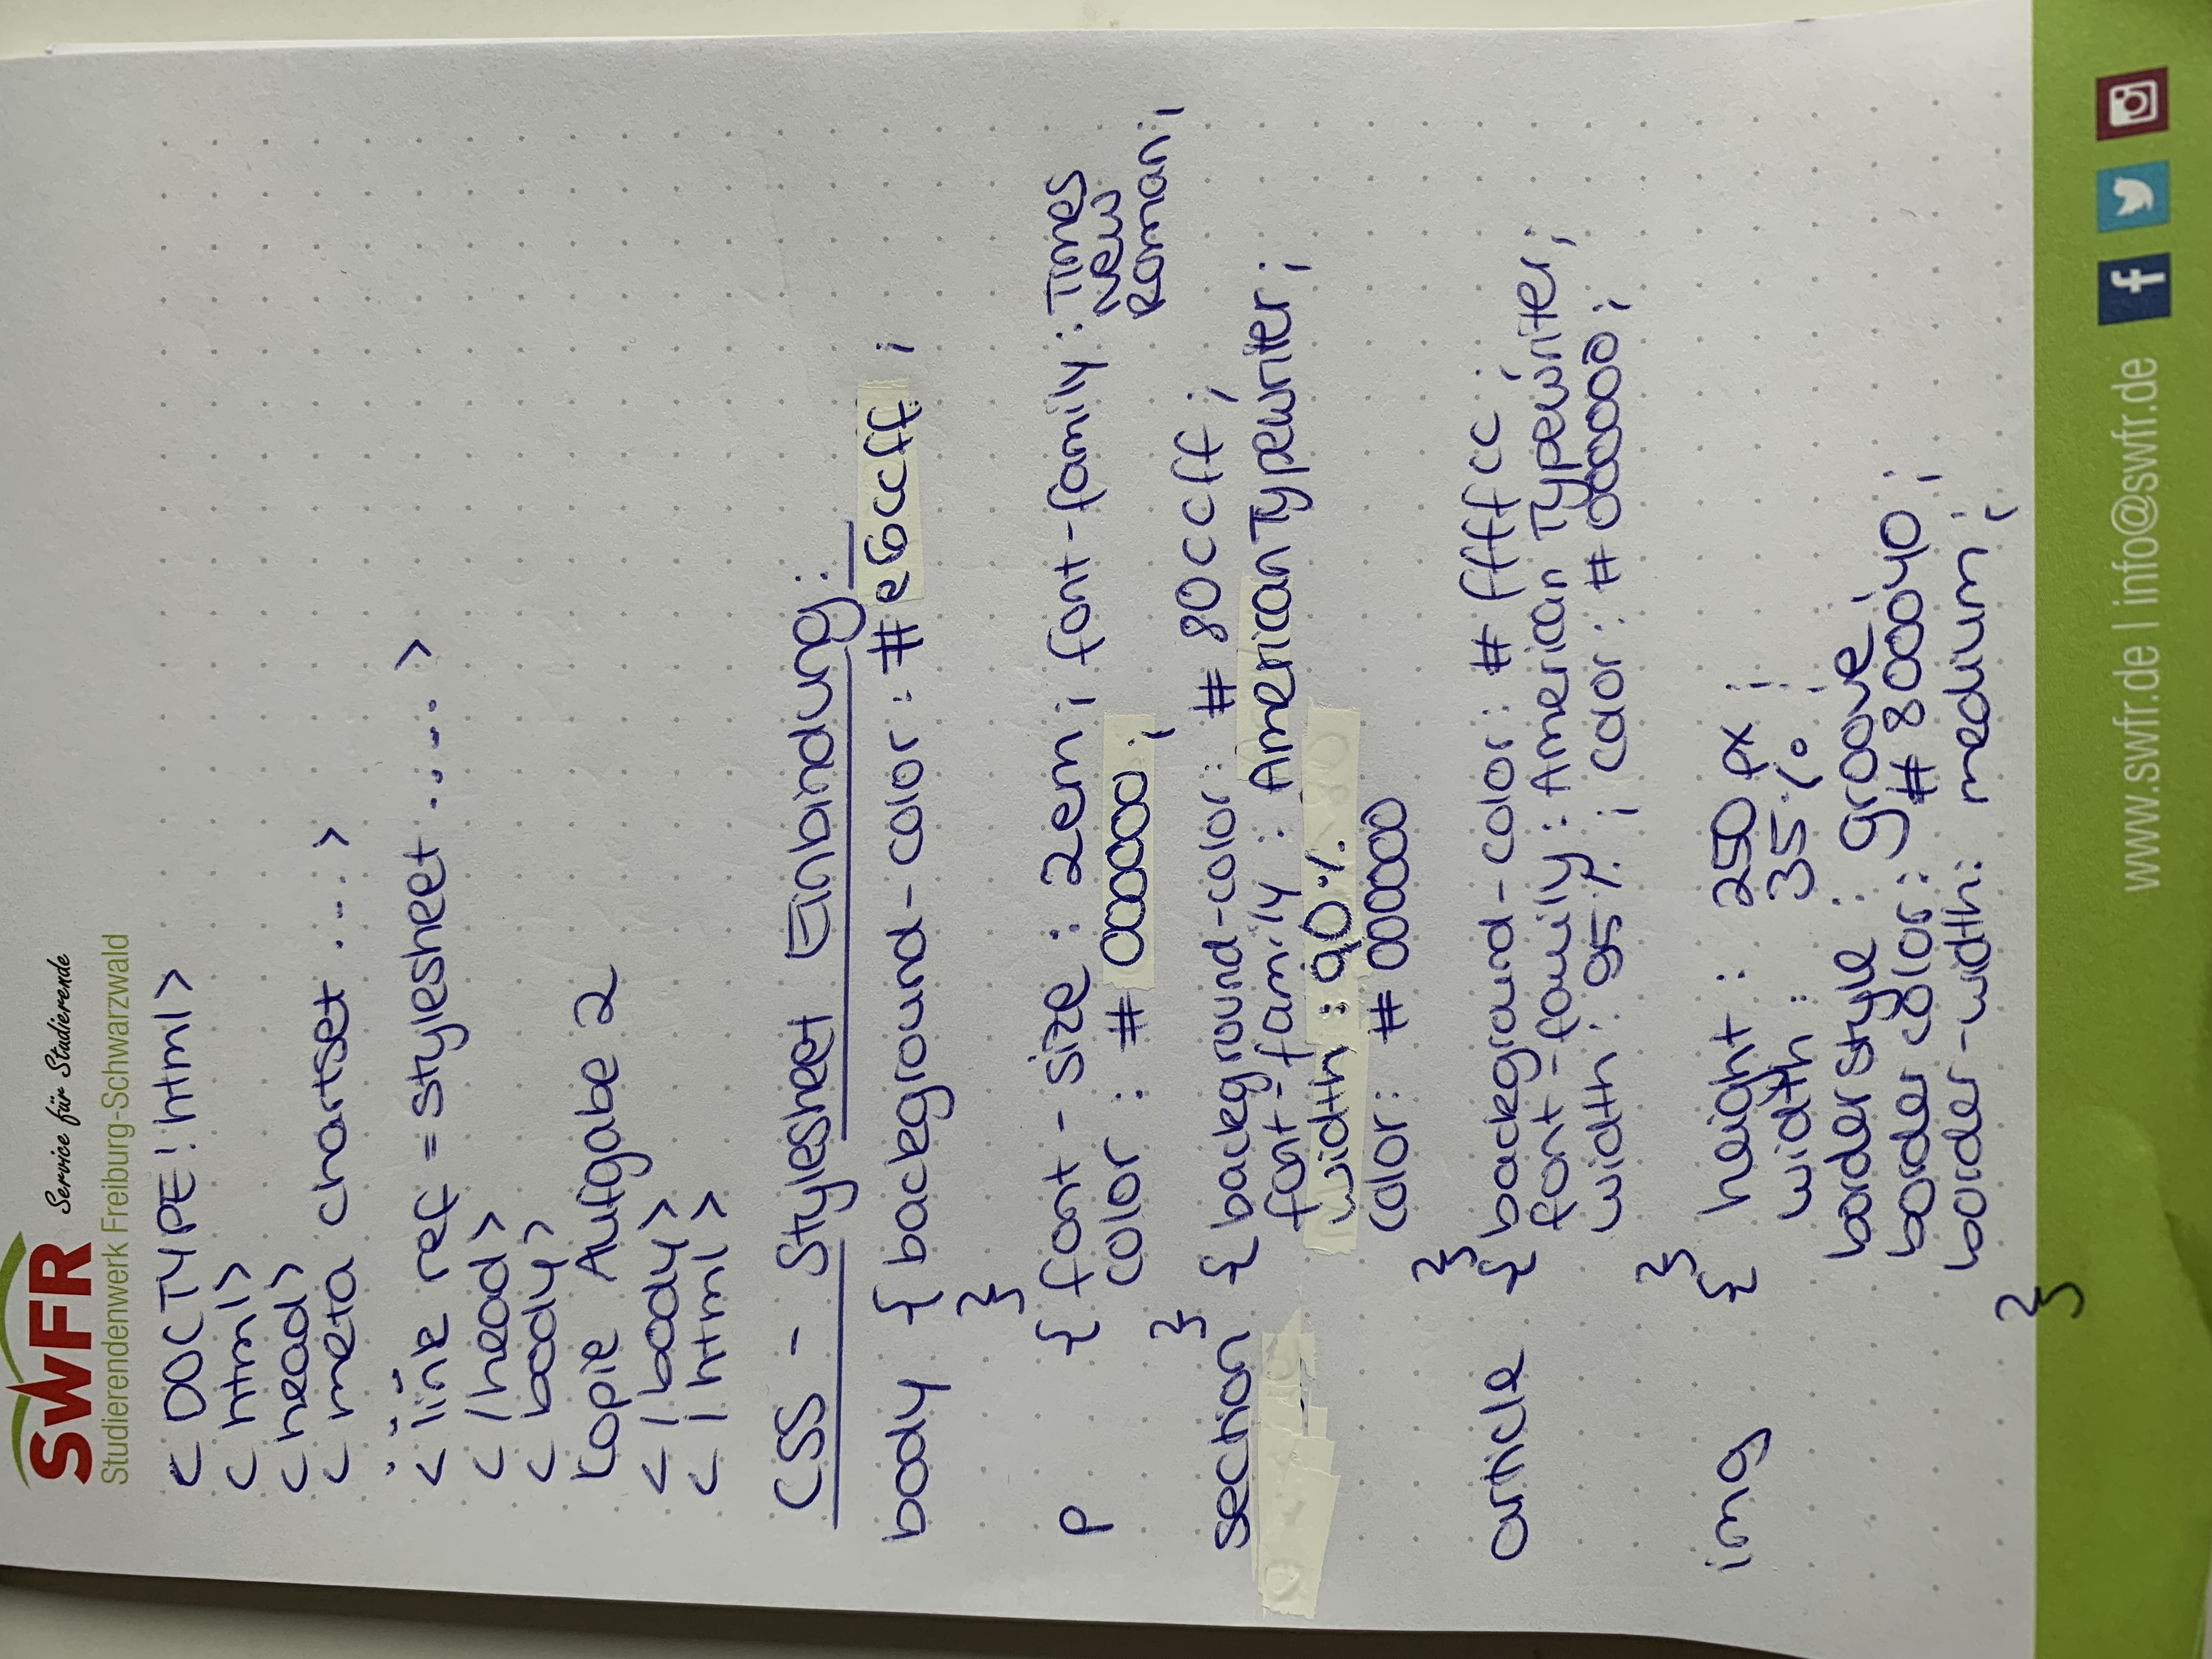 SWFR Service für Studierende
Studierendenwerk Freiburg-Schwarzwald
< DOCTYPE! html>
< html>
< head>
< meta chartset ... >
...
< link ref = stylesheet ..... >
< /head>
< body>
Kopie Aufgabe 2
< / body>
< / html>
CSS - Stylesheet Einbindung:
body { background-color: #e6ccff ;
}
p { font-size : 2em; font-family: Times
New
color : # 000000 ;
Roman;
}
section { background-color: # 80ccff ;
font-family : American Typewriter;
width : 90%
color: # 000000
}
article { background-color: # ffffcc ;
font-family: American Typewriter;
width: 95% ; color: # 000000;
}
img { height: 250 px ;
width: 35% ;
borderstyle : groove;
border color: # 800040 ;
border-width: medium ;
}
www.swfr.de | info@swfr.de f